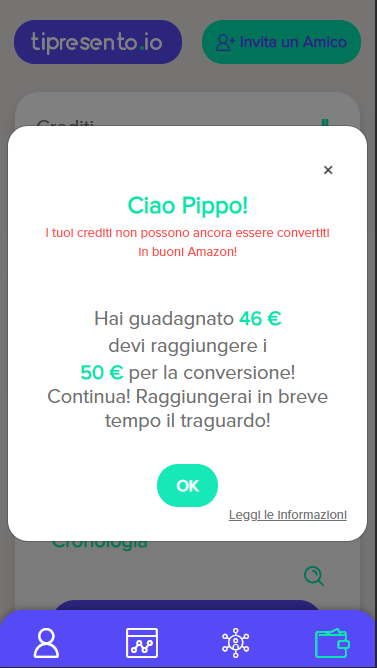 tipresento.io
Invita un Amico
Crediti
×
Ciao Pippo!
I tuoi crediti non possono ancora essere convertiti
in buoni Amazon!
Hai guadagnato 46 €
devi raggiungere i
50 € per la conversione!
Continua! Raggiungerai in breve
tempo il traguardo!
OK
Leggi le informazioni
Cronologia